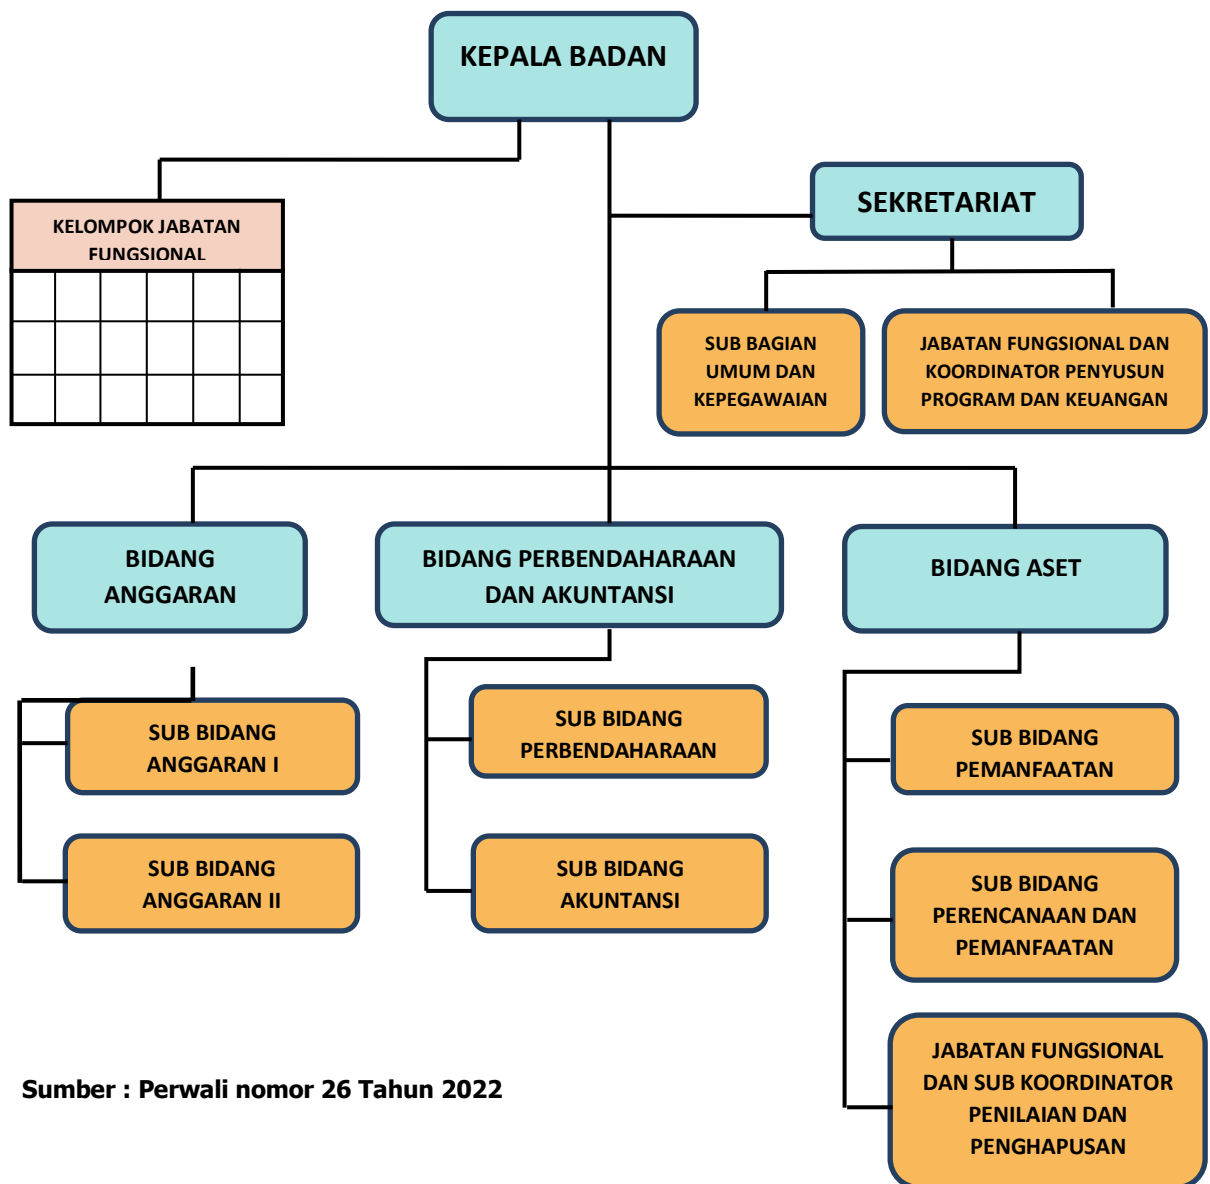 KEPALA BADAN
KELOMPOK JABATAN
FUNGSIONAL
SEKRETARIAT
SUB BAGIAN
UMUM DAN
KEPEGAWAIAN
JABATAN FUNGSIONAL DAN
KOORDINATOR PENYUSUN
PROGRAM DAN KEUANGAN
BIDANG
ANGGARAN
BIDANG PERBENDAHARAAN
DAN AKUNTANSI
BIDANG ASET
SUB BIDANG
ANGGARAN I
SUB BIDANG
ANGGARAN II
SUB BIDANG
PERBENDAHARAAN
SUB BIDANG
AKUNTANSI
SUB BIDANG
PEMANFAATAN
SUB BIDANG
PERENCANAAN DAN
PEMANFAATAN
JABATAN FUNGSIONAL
DAN SUB KOORDINATOR
PENILAIAN DAN
PENGHAPUSAN
Sumber : Perwali nomor 26 Tahun 2022